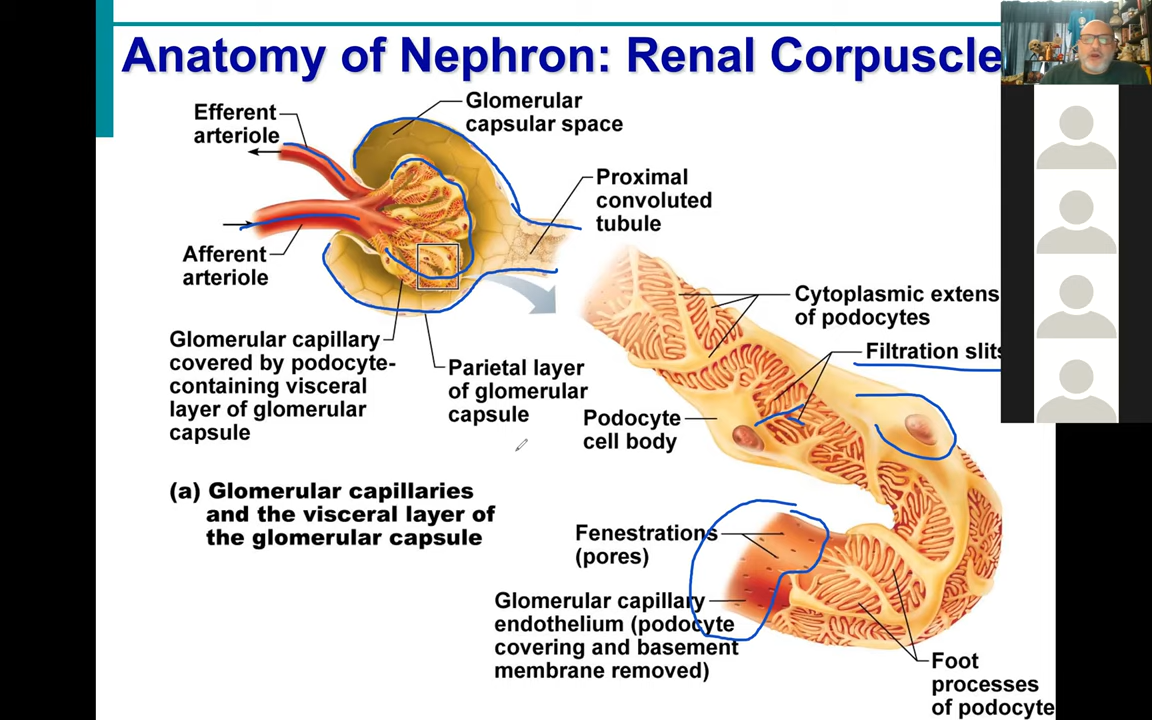 Anatomy of Nephron: Renal Corpuscle
Efferent
arteriole
Glomerular
capsular space
Proximal
convoluted
tubule
Afferent
arteriole
Glomerular capillary
covered by podocyte-
containing visceral
layer of glomerular
capsule
Parietal layer
of glomerular
capsule
Cytoplasmic extens
of podocytes
Filtration slits
Podocyte
cell body
(a) Glomerular capillaries
and the visceral layer of
the glomerular capsule
Fenestrations
(pores)
Glomerular capillary
endothelium (podocyte
covering and basement
membrane removed)
Foot
processes
of podocyte